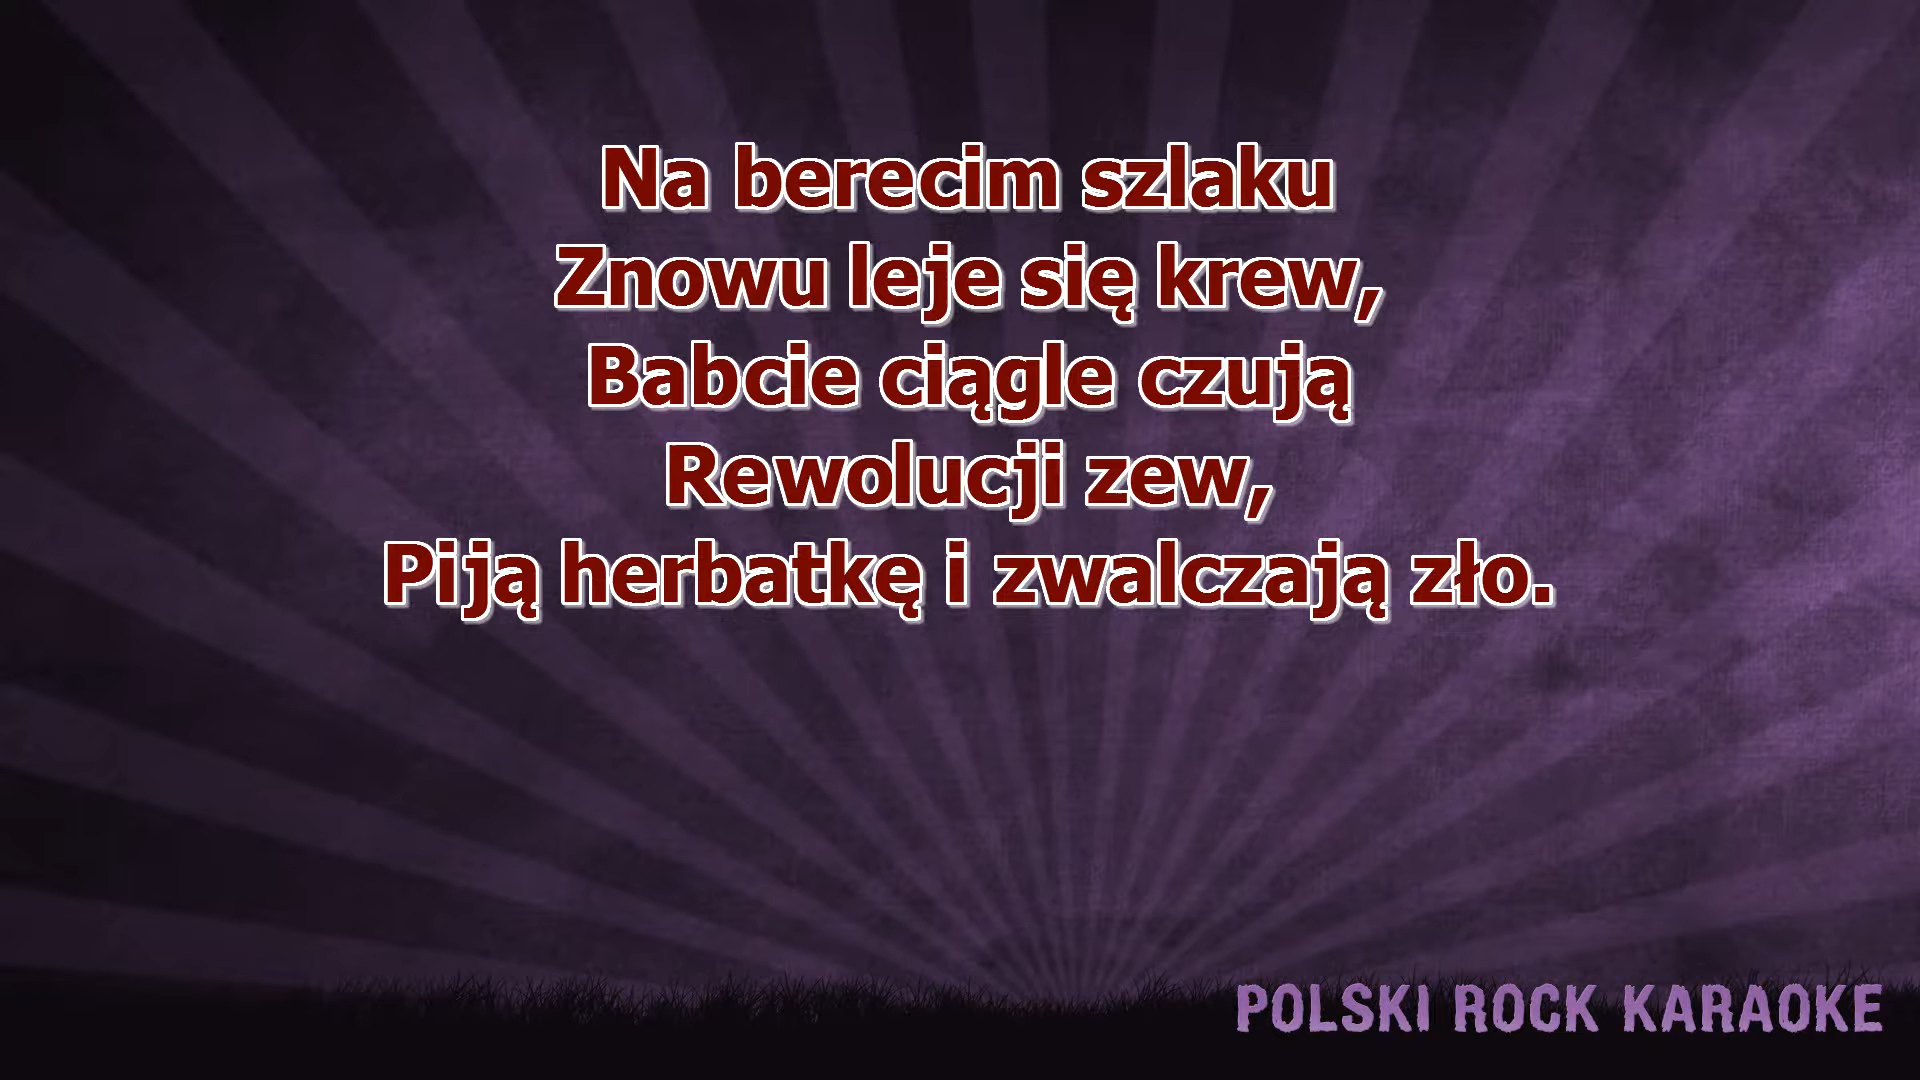 Na berecim szlaku
Znowu leje się krew,
Babcie ciągle czują
Rewolucji zew,
Piją herbatkę i zwalczają zło.
POLSKI ROCK KARAOKE